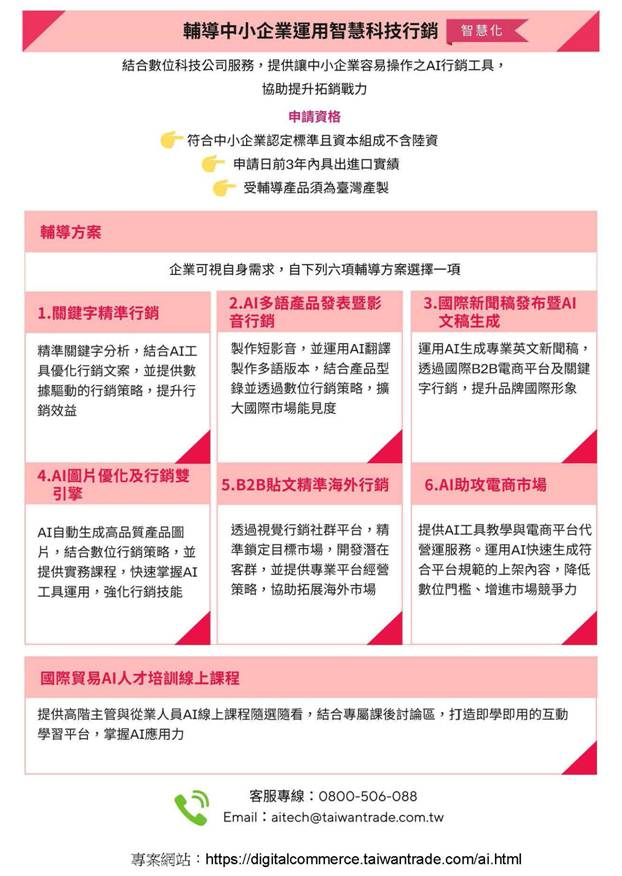 輔導中小企業運用智慧科技行銷 智慧化
結合數位科技公司服務，提供讓中小企業容易操作之AI行銷工具，
協助提升拓銷戰力
申請資格
符合中小企業認定標準且資本組成不含陸資
申請日前3年內具出進口實績
受輔導產品須為臺灣產製
輔導方案
企業可視自身需求，自下列六項輔導方案選擇一項
1.關鍵字精準行銷
精準關鍵字分析，結合AI工
具優化行銷文案，並提供數
據驅動的行銷策略，提升行
銷效益
2.AI多語產品發表暨影
音行銷
製作短影音，並運用AI翻譯
製作多語版本，結合產品型
錄並透過數位行銷策略，擴
大國際市場能見度
3.國際新聞稿發布暨AI
文稿生成
運用AI生成專業英文新聞稿，
透過國際B2B電商平台及關鍵
字行銷，提升品牌國際形象
4.AI圖片優化及行銷雙
引擎
AI自動生成高品質產品圖
片，結合數位行銷策略，並
提供實務課程，快速掌握AI
工具運用，強化行銷技能
5.B2B貼文精準海外行銷
透過視覺行銷社群平台，精
準鎖定目標市場，開發潛在
客群，並提供專業平台經營
策略，協助拓展海外市場
6.AI助攻電商市場
提供AI工具教學與電商平台代
營運服務。運用AI快速生成符
合平台規範的上架內容，降低
數位門檻、增進市場競爭力
國際貿易AI人才培訓線上課程
提供高階主管與從業人員AI線上課程隨選隨看，結合專屬課後討論區，打造即學即用的互動
學習平台，掌握AI應用力
客服專線：0800-506-088
Email：aitech@taiwantrade.com.tw
專案網站：https://digitalcommerce.taiwantrade.com/ai.html